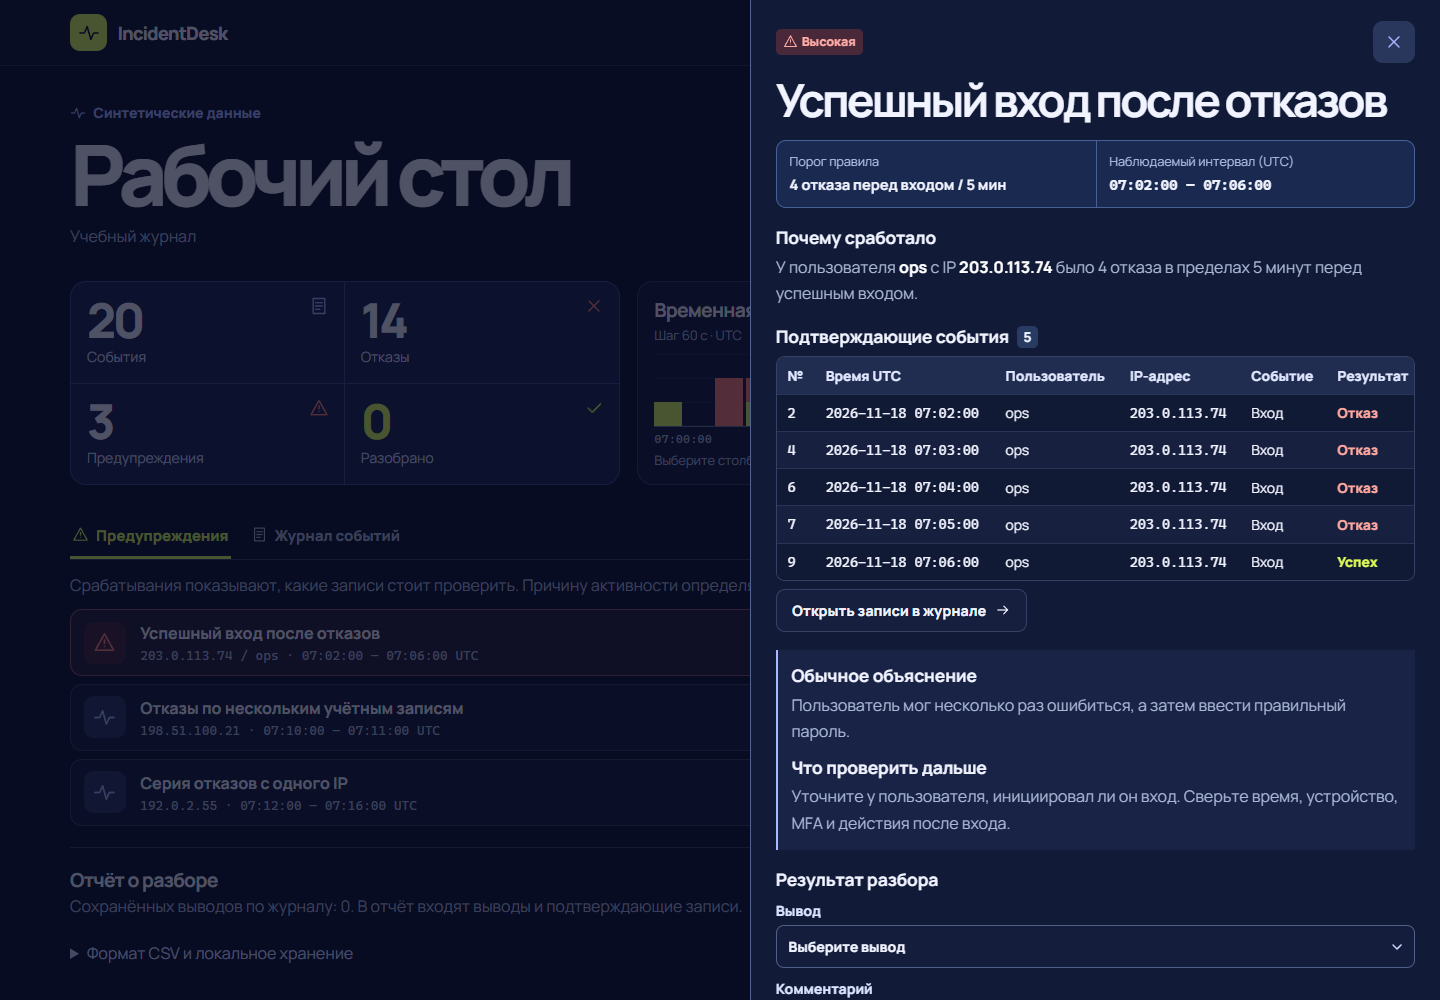 IncidentDesk
Синтетические данные
Рабочий стол
Учебный журнал
20
События
14
Отказы
3
Предупреждения
0
Разобрано
Временная
Шаг 60 с · UTC
07:00:00
Выберите столб
Предупреждения
Журнал событий
Срабатывания показывают, какие записи стоит проверить. Причину активности определя
Успешный вход после отказов
203.0.113.74 / ops · 07:02:00 – 07:06:00 UTC
Отказы по нескольким учётным записям
198.51.100.21 · 07:10:00 – 07:11:00 UTC
Серия отказов с одного IP
192.0.2.55 · 07:12:00 – 07:16:00 UTC
Отчёт о разборе
Сохранённых выводов по журналу: 0. В отчёт входят выводы и подтверждающие записи.
Формат CSV и локальное хранение
Высокая
Успешный вход после отказов
Порог правила
4 отказа перед входом / 5 мин
Наблюдаемый интервал (UTC)
07:02:00 – 07:06:00
Почему сработало
У пользователя ops с IP 203.0.113.74 было 4 отказа в пределах 5 минут перед
успешным входом.
Подтверждающие события 5
№ Время UTC Пользователь IP-адрес Событие Результат
2 2026-11-18 07:02:00 ops 203.0.113.74 Вход Отказ
4 2026-11-18 07:03:00 ops 203.0.113.74 Вход Отказ
6 2026-11-18 07:04:00 ops 203.0.113.74 Вход Отказ
7 2026-11-18 07:05:00 ops 203.0.113.74 Вход Отказ
9 2026-11-18 07:06:00 ops 203.0.113.74 Вход Успех
Открыть записи в журнале →
Обычное объяснение
Пользователь мог несколько раз ошибиться, а затем ввести правильный
пароль.
Что проверить дальше
Уточните у пользователя, инициировал ли он вход. Сверьте время, устройство,
MFA и действия после входа.
Результат разбора
Вывод
Выберите вывод
Комментарий